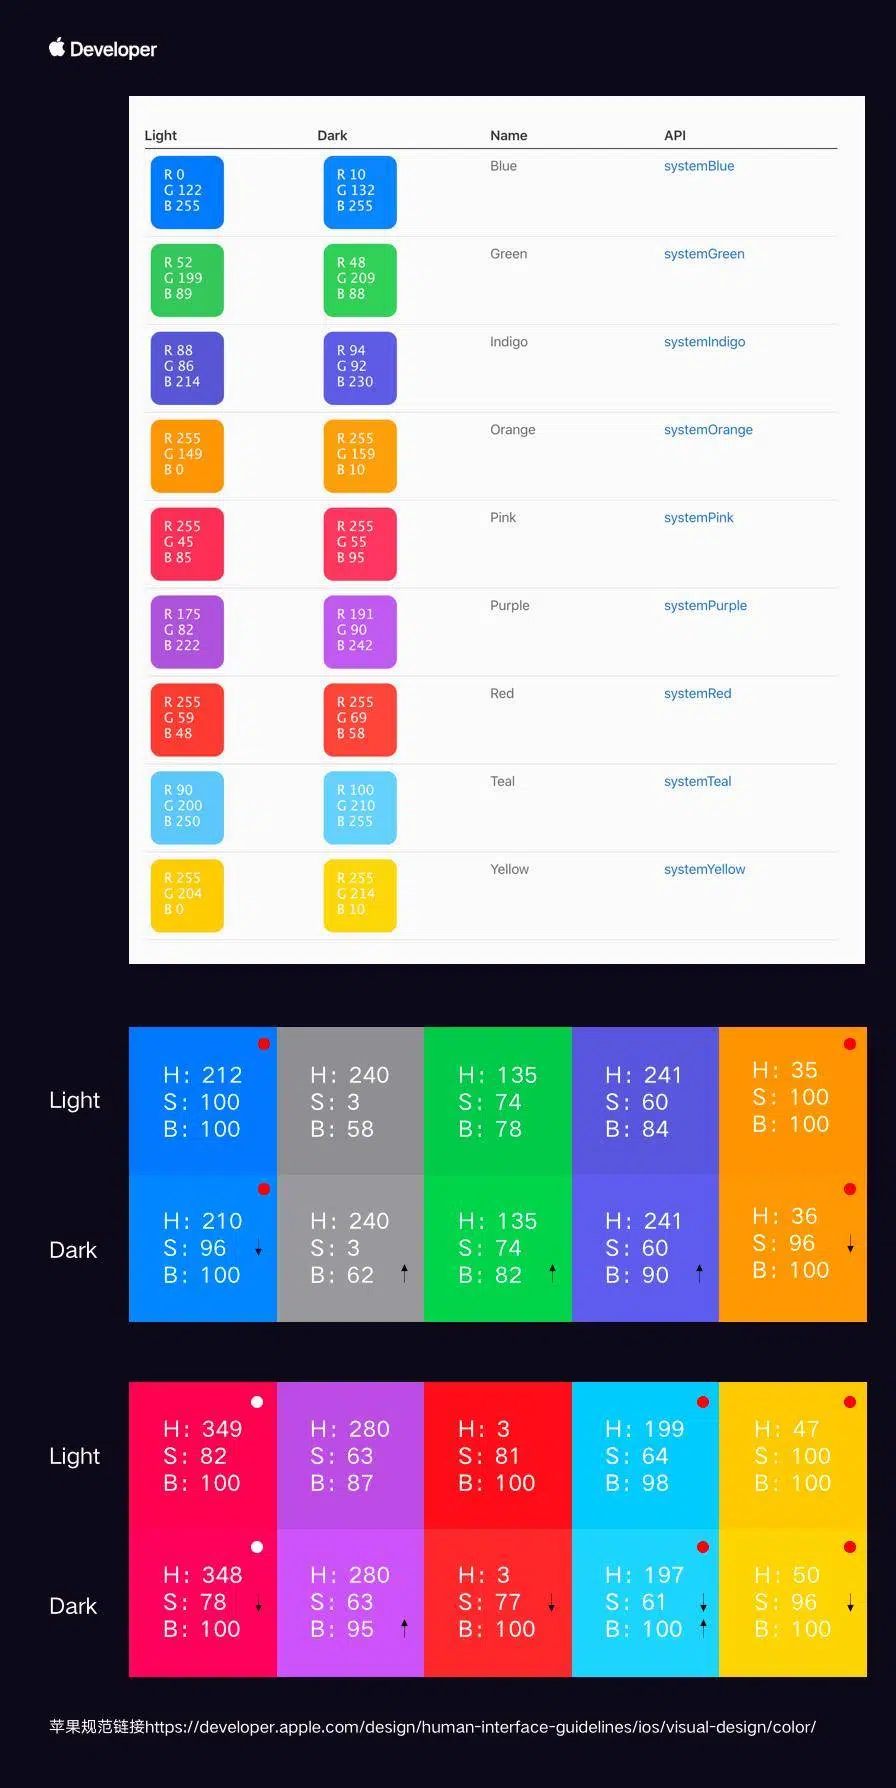 Developer
Light Dark Name API
R 0
G 122
B 255
R 10
G 132
B 255
Blue
systemBlue
R 52
G 199
B 89
R 48
G 209
B 88
Green
systemGreen
R 88
G 86
B 214
R 94
G 92
B 230
Indigo
systemIndigo
R 255
G 149
B 0
R 255
G 159
B 10
Orange
systemOrange
R 255
G 45
B 85
R 255
G 55
B 95
Pink
systemPink
R 175
G 82
B 222
R 191
G 90
B 242
Purple
systemPurple
R 255
G 59
B 48
R 255
G 69
B 58
Red
systemRed
R 90
G 200
B 250
R 100
G 210
B 255
Teal
systemTeal
R 255
G 204
B 0
R 255
G 214
B 10
Yellow
systemYellow
Light
H: 212
S: 100
B: 100
H: 240
S: 3
B: 58
H: 135
S: 74
B: 78
H: 241
S: 60
B: 84
H: 35
S: 100
B: 100
Dark
H: 210
S: 96
B: 100
H: 240
S: 3
B: 62
H: 135
S: 74
B: 82
H: 241
S: 60
B: 90
H: 36
S: 96
B: 100
Light
H: 349
S: 82
B: 100
H: 280
S: 63
B: 87
H: 3
S: 81
B: 100
H: 199
S: 64
B: 98
H: 47
S: 100
B: 100
Dark
H: 348
S: 78
B: 100
H: 280
S: 63
B: 95
H: 3
S: 77
B: 100
H: 197
S: 61
B: 100
H: 50
S: 96
B: 100
苹果规范链接https://developer.apple.com/design/human-interface-guidelines/ios/visual-design/color/